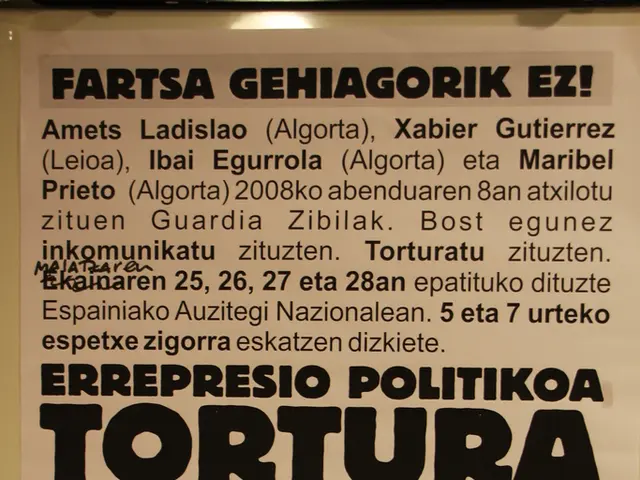 FARTSA GEHIAGORIK EZ!
Amets Ladislao (Algorta), Xabier Gutierrez
(Leioa), Ibai Egurrola (Algorta) eta Maribel
Prieto (Algorta) 2008ko abenduaren 8an atxilotu
zituen Guardia Zibilak. Bost egunez
inkomunikatu zituzten. Torturatu zituzten.
MAIATZAREN
Ekainaren 25, 26, 27 eta 28an epatituko dituzte
Espainiako Auzitegi Nazionalean. 5 eta 7 urteko
espetxe zigorra eskatzen dizkiete.
ERREPRESIO POLITIKOA
TORTURA